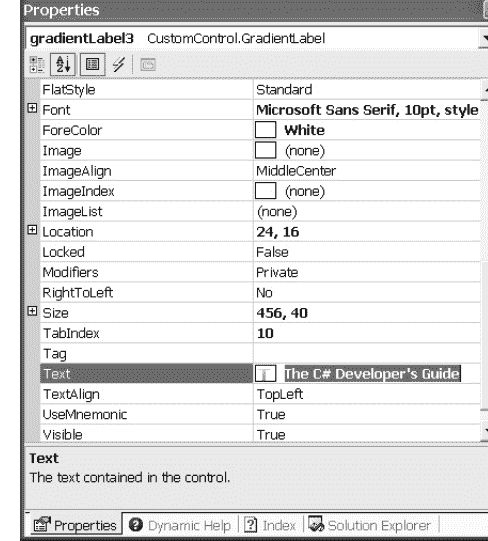 Properties
gradientLabel3 CustomControl.GradientLabel
FlatStyle Standard
Font Microsoft Sans Serif, 10pt, style
ForeColor White
Image (none)
ImageAlign MiddleCenter
ImageIndex (none)
ImageList (none)
Location 24, 16
Locked False
Modifiers Private
RightToLeft No
Size 456, 40
TabIndex 10
Tag
Text The C# Developer's Guide
TextAlign TopLeft
UseMnemonic True
Visible True
Text
The text contained in the control.
Properties Dynamic Help Index Solution Explorer